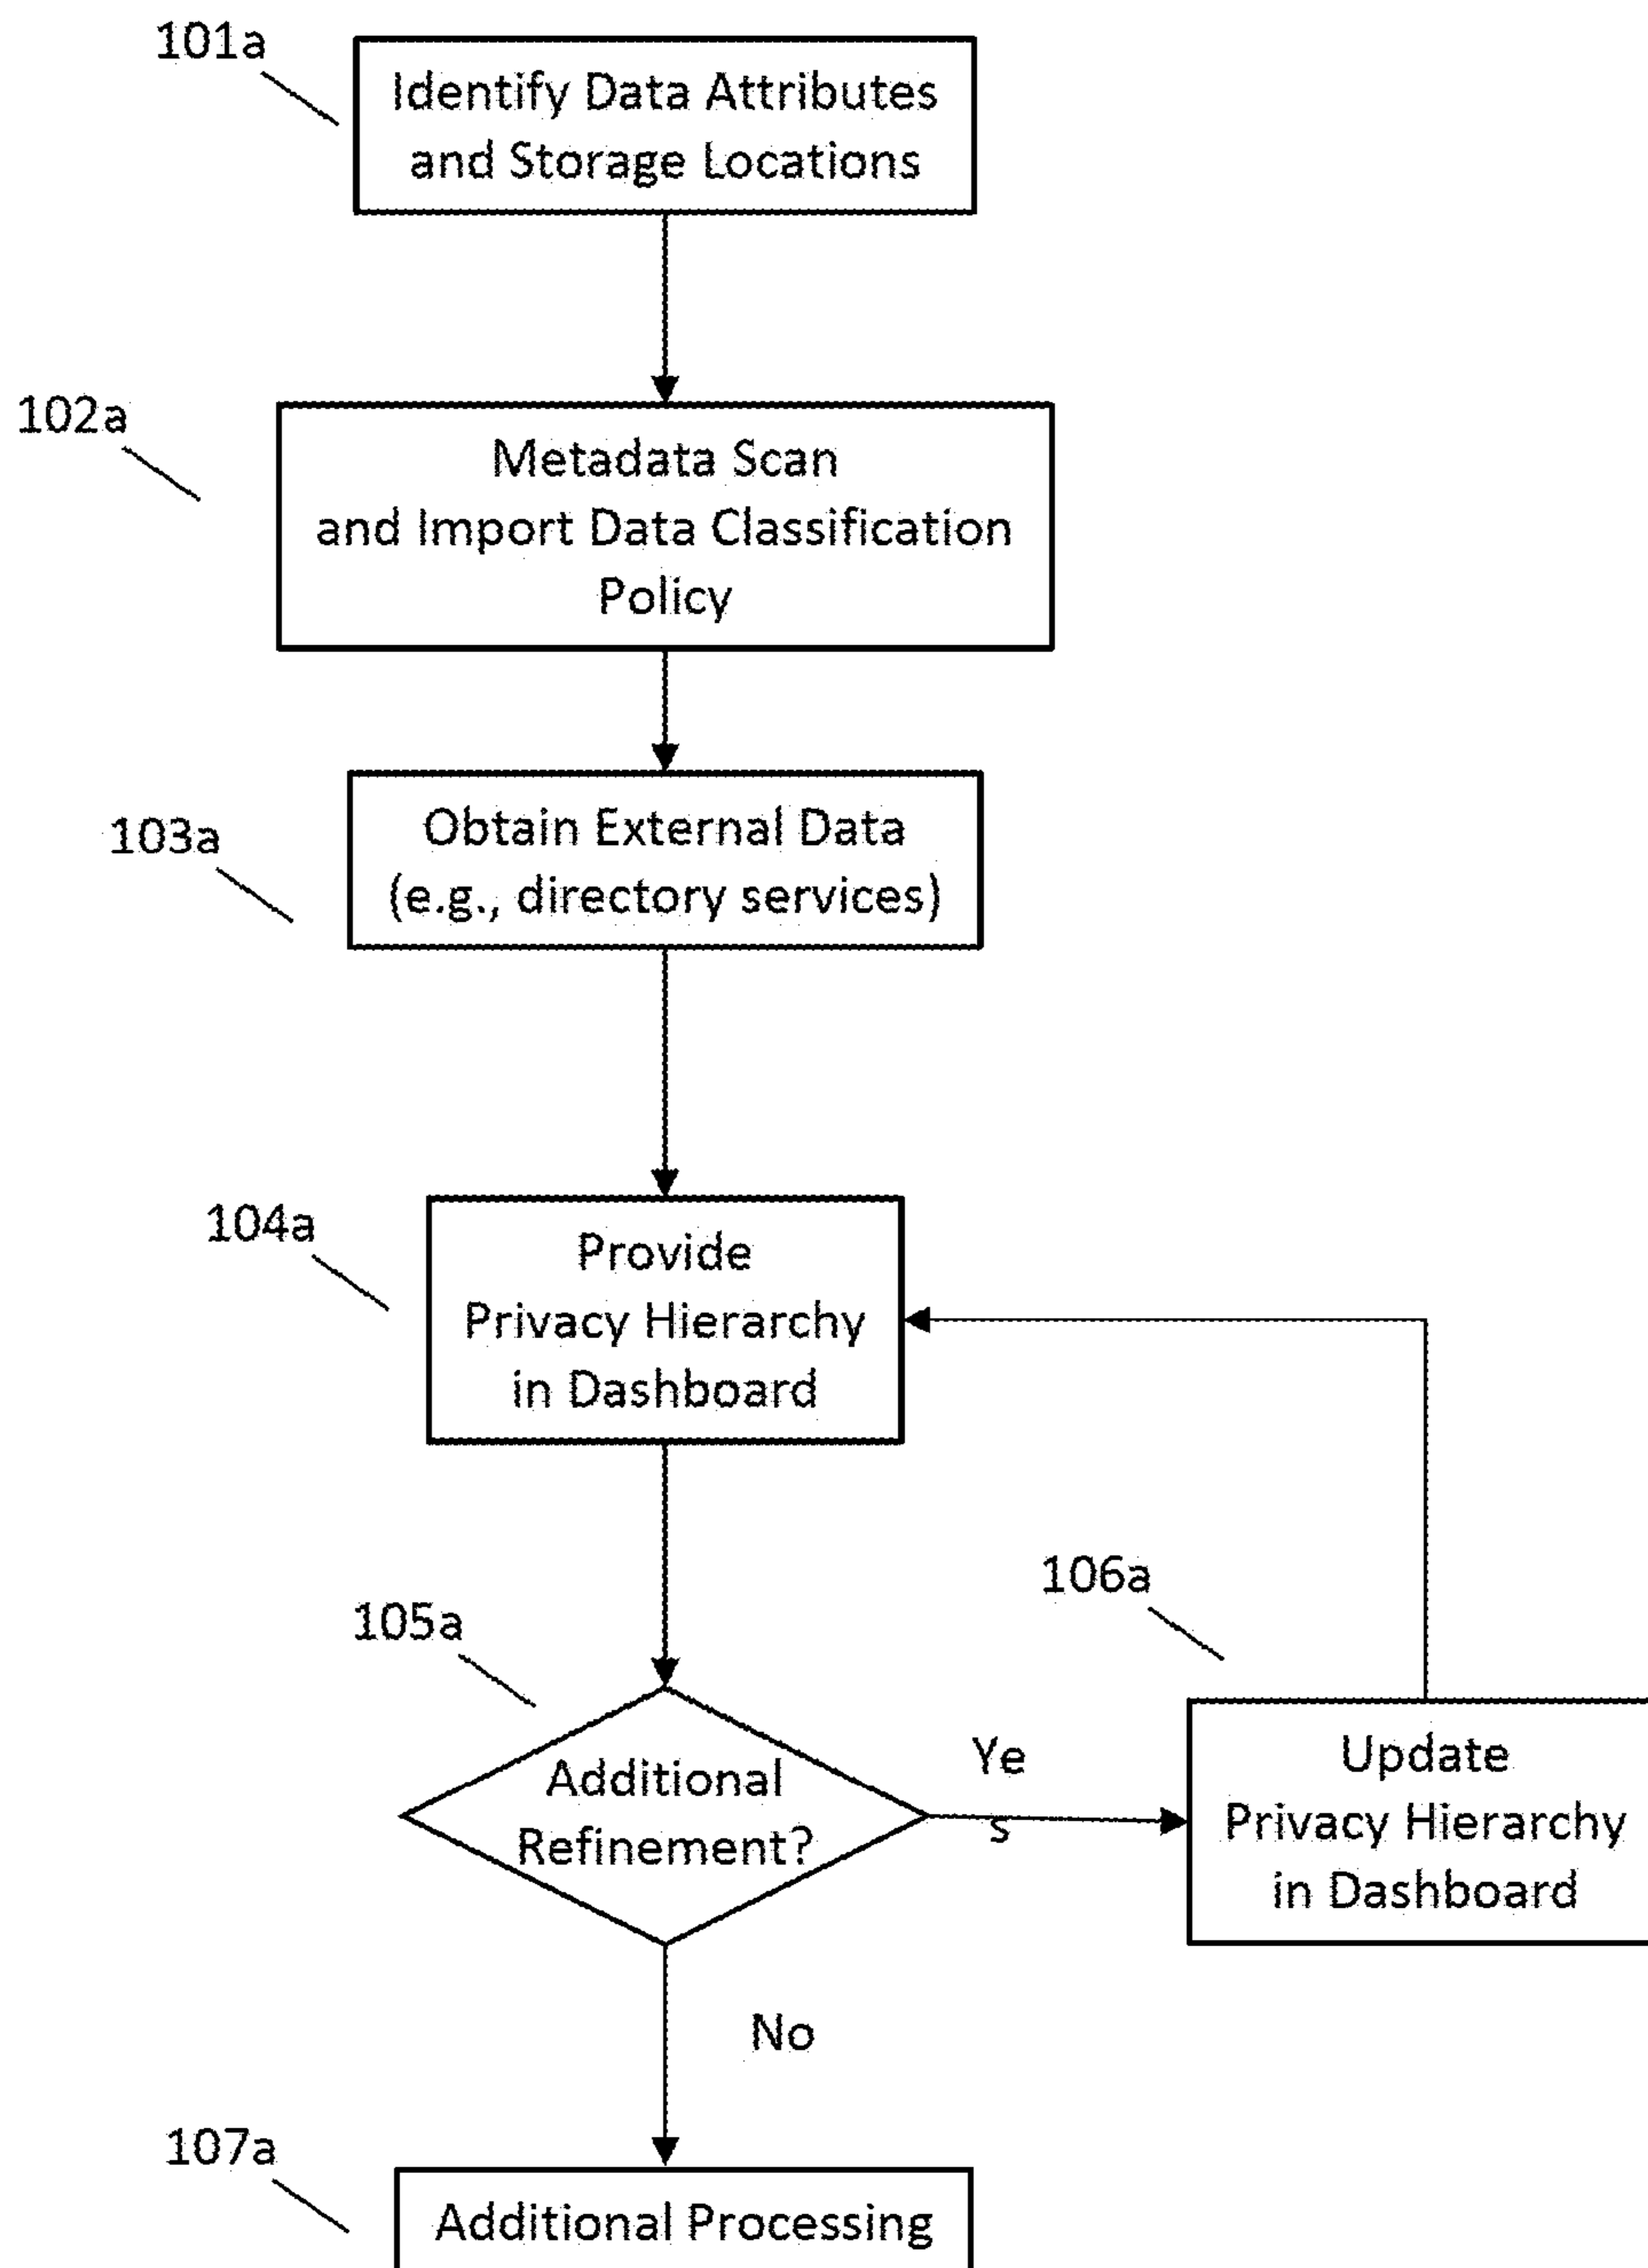 101a
Identify Data Attributes
and Storage Locations
102a
Metadata Scan
and Import Data Classification
Policy
103a
Obtain External Data
(e.g., directory services)
104a
Provide
Privacy Hierarchy
in Dashboard
106a
105a
Additional
Refinement?
Ye
s
Update
Privacy Hierarchy
in Dashboard
No
107a
Additional Processing